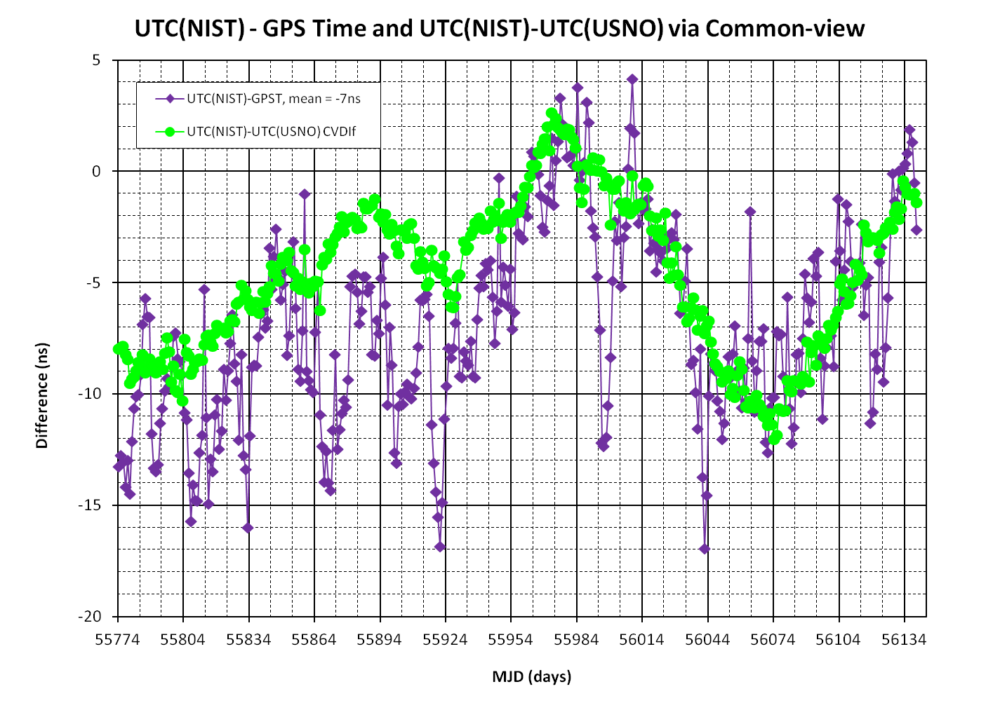 UTC(NIST) - GPS Time and UTC(NIST)-UTC(USNO) via Common-view
5
UTC(NIST)-GPST, mean = -7ns
UTC(NIST)-UTC(USNO) CVDIf
0
-5
-10
-15
-20
Difference (ns)
55774 55804 55834 55864 55894 55924 55954 55984 56014 56044 56074 56104 56134
MJD (days)